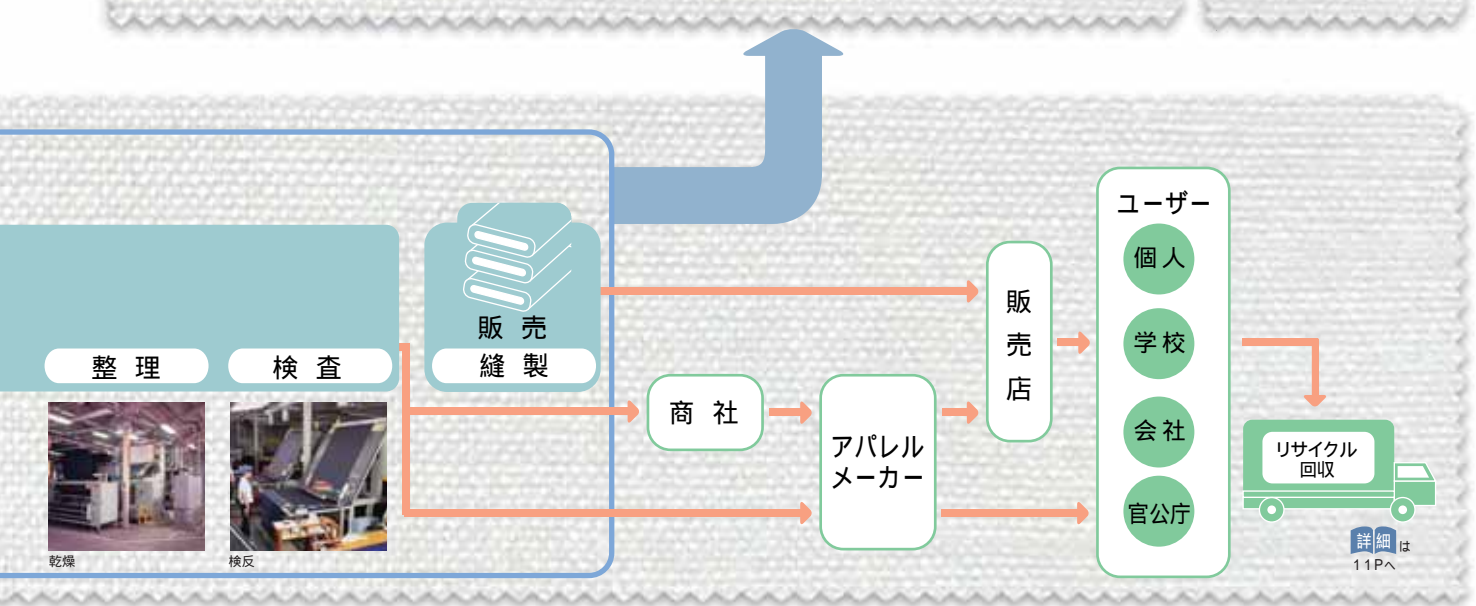 整理
検査
乾燥
検反
販売
縫製
商社
アパレル
メーカー
販売店
ユーザー
個人
学校
会社
官公庁
リサイクル
回収
詳細は
11Pへ